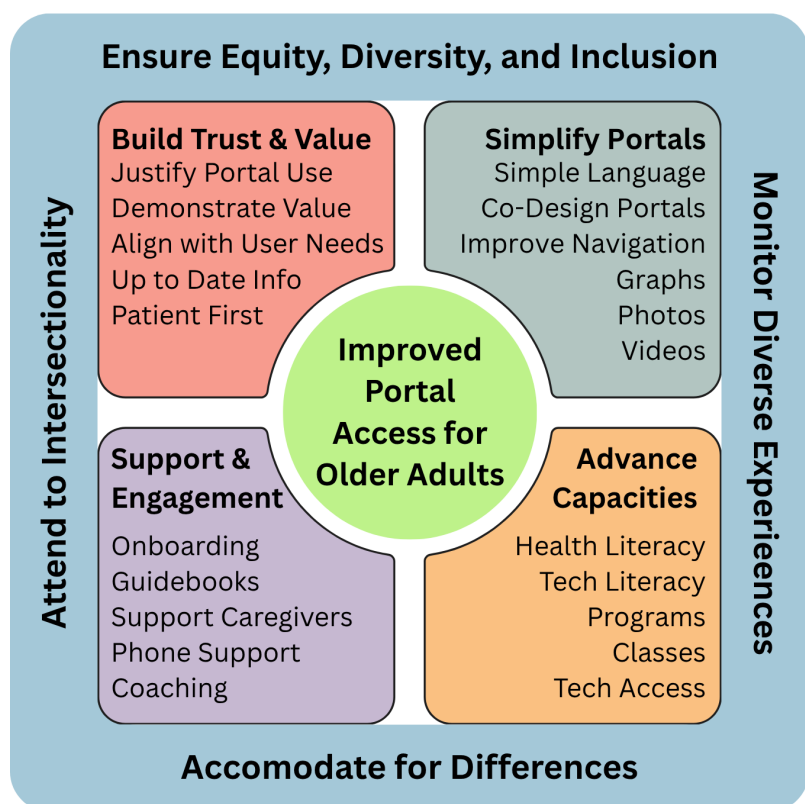 Ensure Equity, Diversity, and Inclusion
Attend to Intersectionality
Build Trust & Value
Justify Portal Use
Demonstrate Value
Align with User Needs
Up to Date Info
Patient First
Simplify Portals
Simple Language
Co-Design Portals
Improve Navigation
Graphs
Photos
Videos
Improved
Portal
Access for
Older Adults
Support &
Engagement
Onboarding
Guidebooks
Support Caregivers
Phone Support
Coaching
Advance
Capacities
Health Literacy
Tech Literacy
Programs
Classes
Tech Access
Monitor Diverse Experieences
Accomodate for Differences